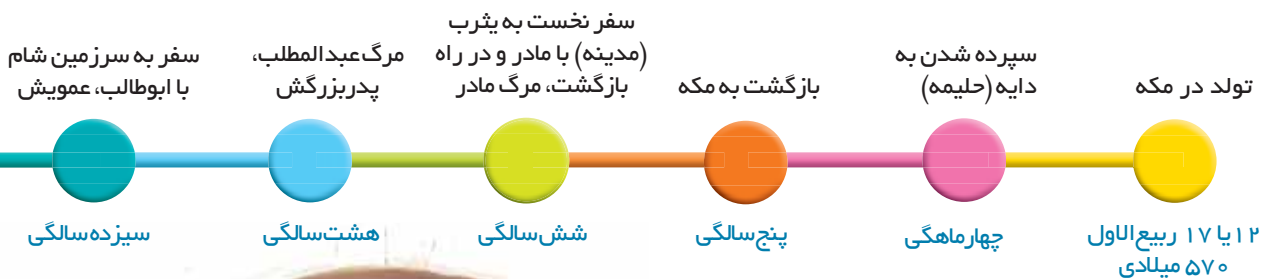 تولد در مکه
۱۲ یا ۱۷ ربیع‌الاول
۵۷۰ میلادی
سپرده شدن به
دایه (حلیمه)
چهارماهگی
بازگشت به مکه
پنج‌سالگی
سفر نخست به یثرب
(مدینه) با مادر و در راه
بازگشت، مرگ مادر
شش‌سالگی
مرگ عبدالمطلب،
پدربزرگش
هشت‌سالگی
سفر به سرزمین شام
با ابوطالب، عمویش
سیزده‌سالگی